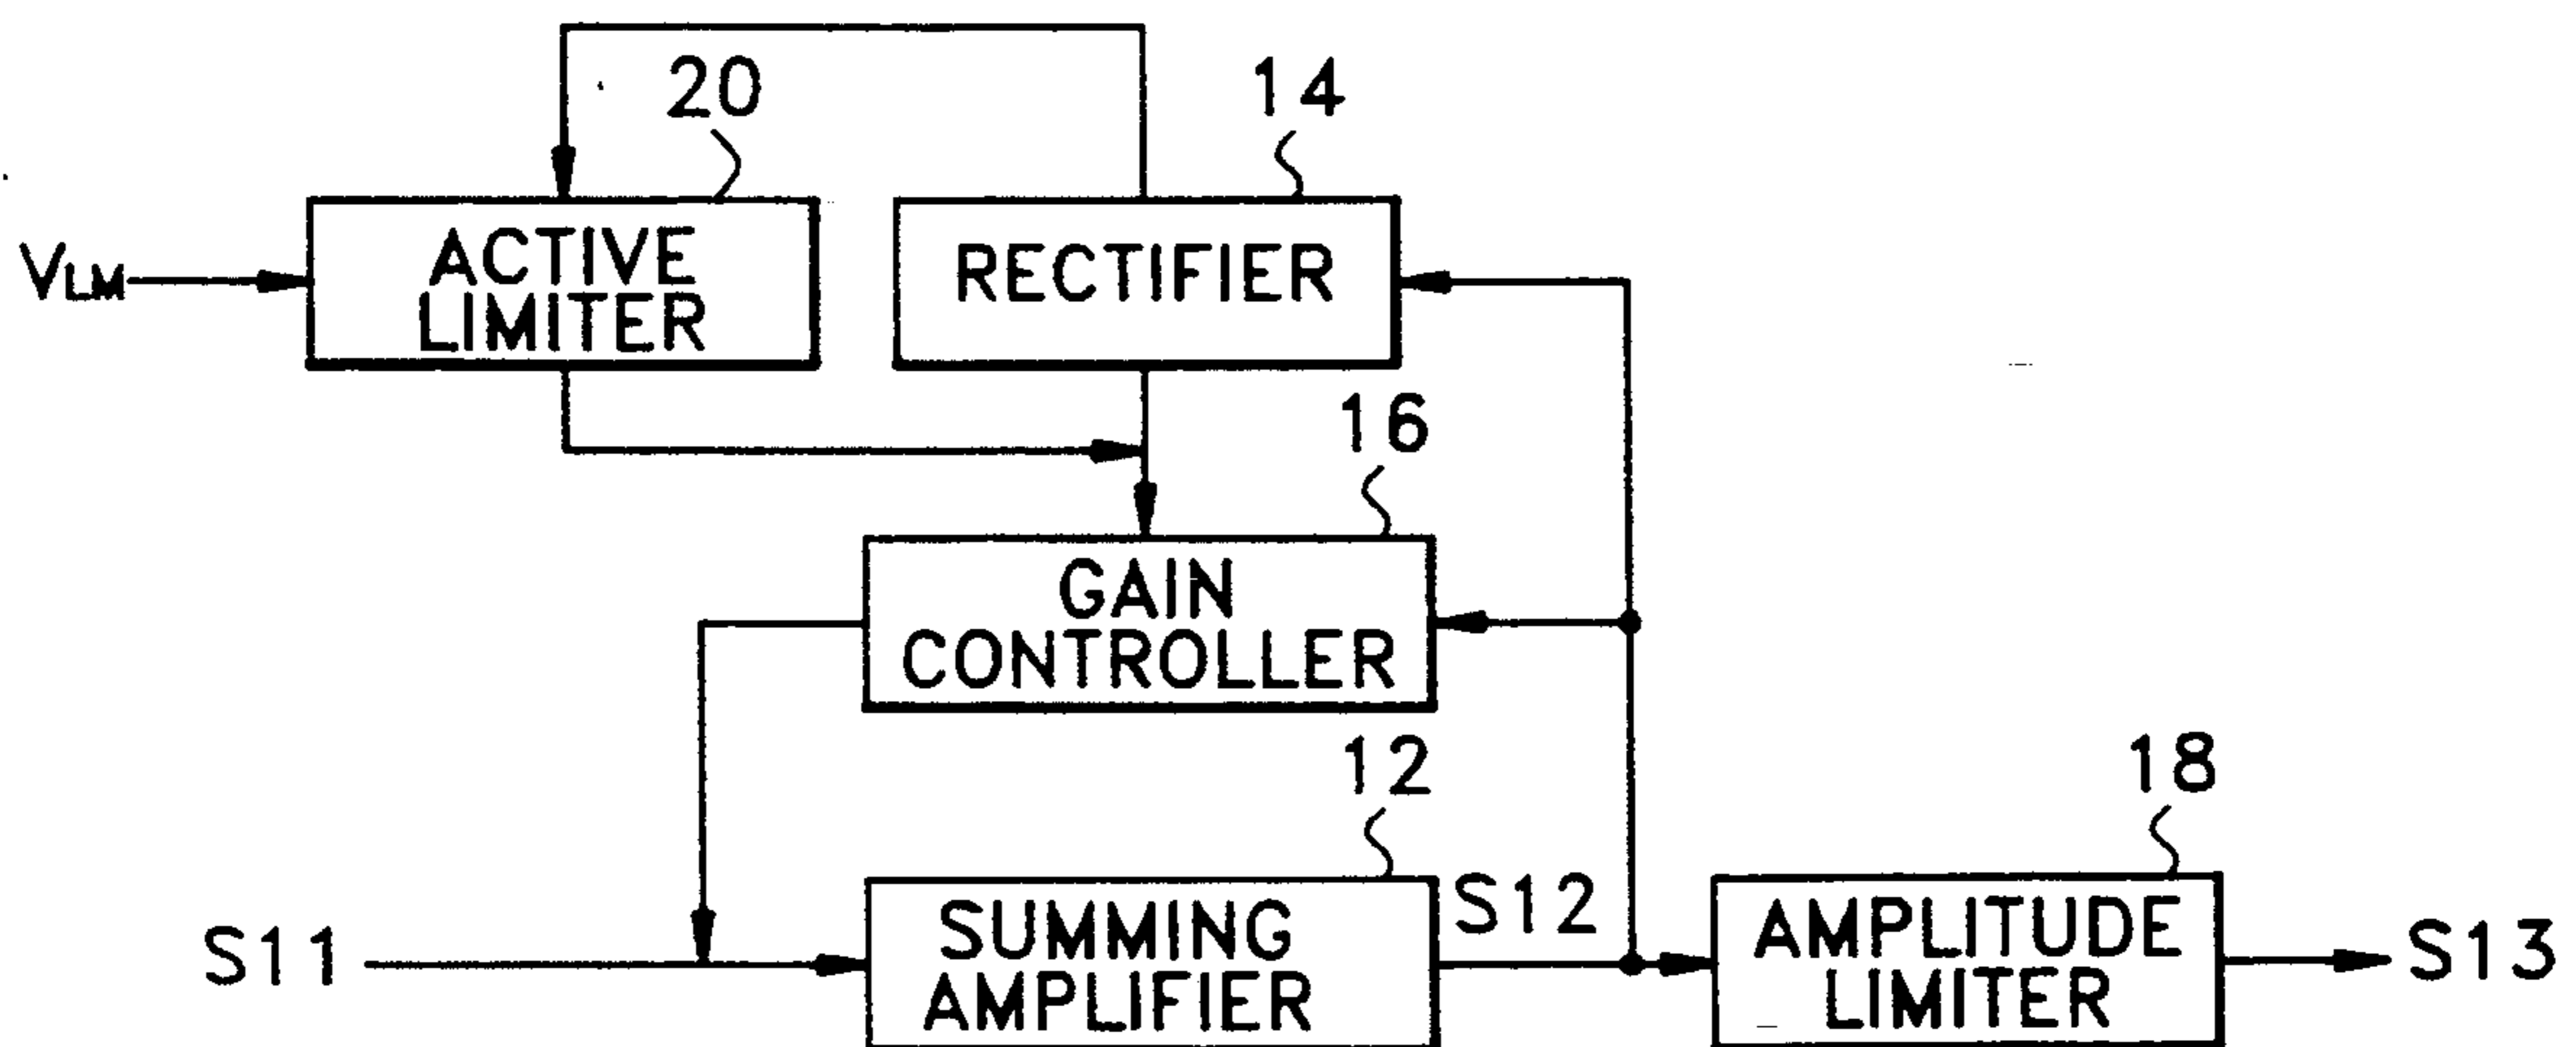 20
14
VLM
ACTIVE
LIMITER
RECTIFIER
16
GAIN
CONTROLLER
12
18
S11
SUMMING
AMPLIFIER
S12
AMPLITUDE
LIMITER
S13